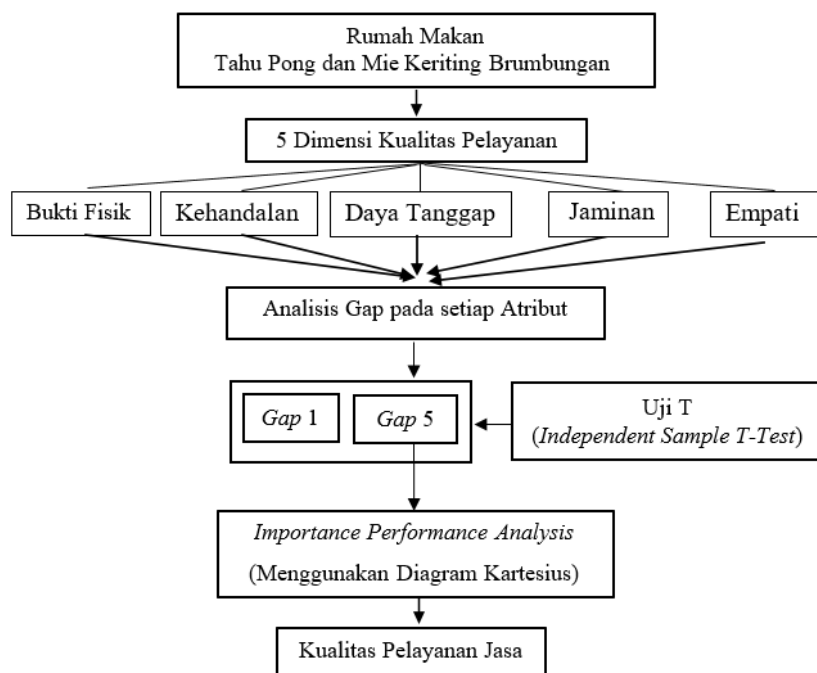 Rumah Makan
Tahu Pong dan Mie Keriting Brumbungan
5 Dimensi Kualitas Pelayanan
Bukti Fisik
Kehandalan
Daya Tanggap
Jaminan
Empati
Analisis Gap pada setiap Atribut
Gap 1
Gap 5
Uji T
(Independent Sample T-Test)
Importance Performance Analysis
(Menggunakan Diagram Kartesius)
Kualitas Pelayanan Jasa